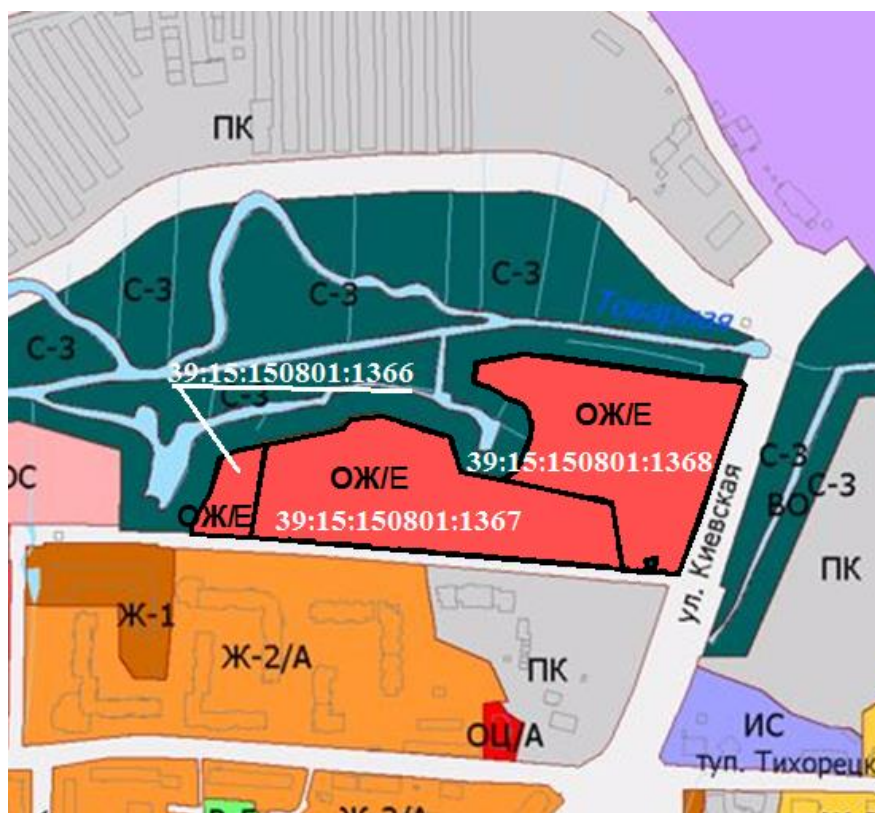 ПК
С-3
С-3
С-3
Товарная
С-3
39:15:150801:1366
С-3
ОЖ/Е
39:15:150801:1368
С-3
ОС
ОЖ/Е
С-3
ВО
ОЖ/Е
39:15:150801:1367
ул. Киевская
ПК
Ж-1
Ж-2/А
ПК
ОЦ/А
ИС
туп. Тихорецк